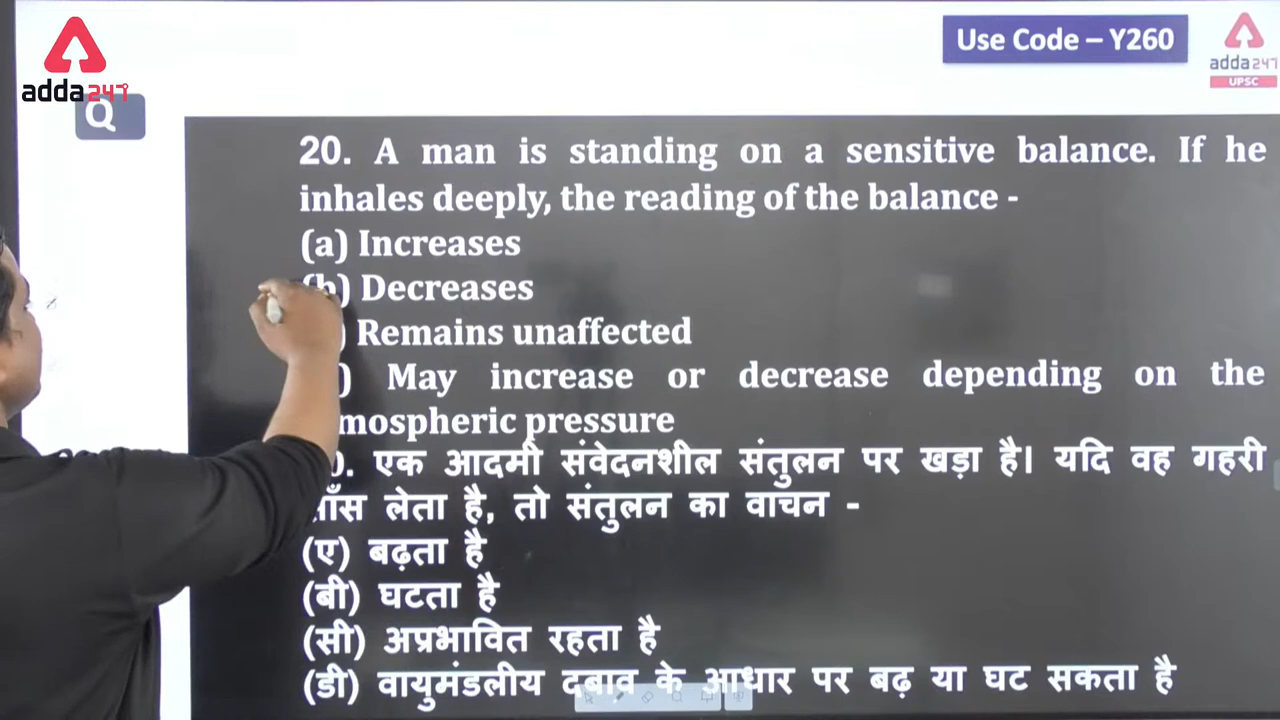 Use Code – Y260
adda247
adda247
UPSC
Q
20. A man is standing on a sensitive balance. If he
inhales deeply, the reading of the balance -
(a) Increases
(b) Decreases
) Remains unaffected
) May increase or decrease depending on the
mospheric pressure
0. एक आदमी संवेदनशील संतुलन पर खड़ा है। यदि वह गहरी
साँस लेता है, तो संतुलन का वाचन -
(ए) बढ़ता है
(बी) घटता है
(सी) अप्रभावित रहता है
(डी) वायुमंडलीय दबाव के आधार पर बढ़ या घट सकता है